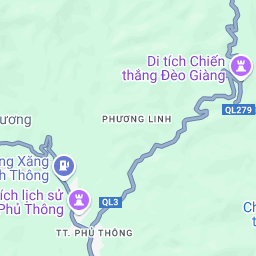 Di tích Chiến
thắng Đèo Giàng
QL279
ương
PHƯƠNG LINH
ng Xăng
h Thông
ích lịch sử
Phủ Thông
QL3
TT. PHỦ THÔNG
Ch
t